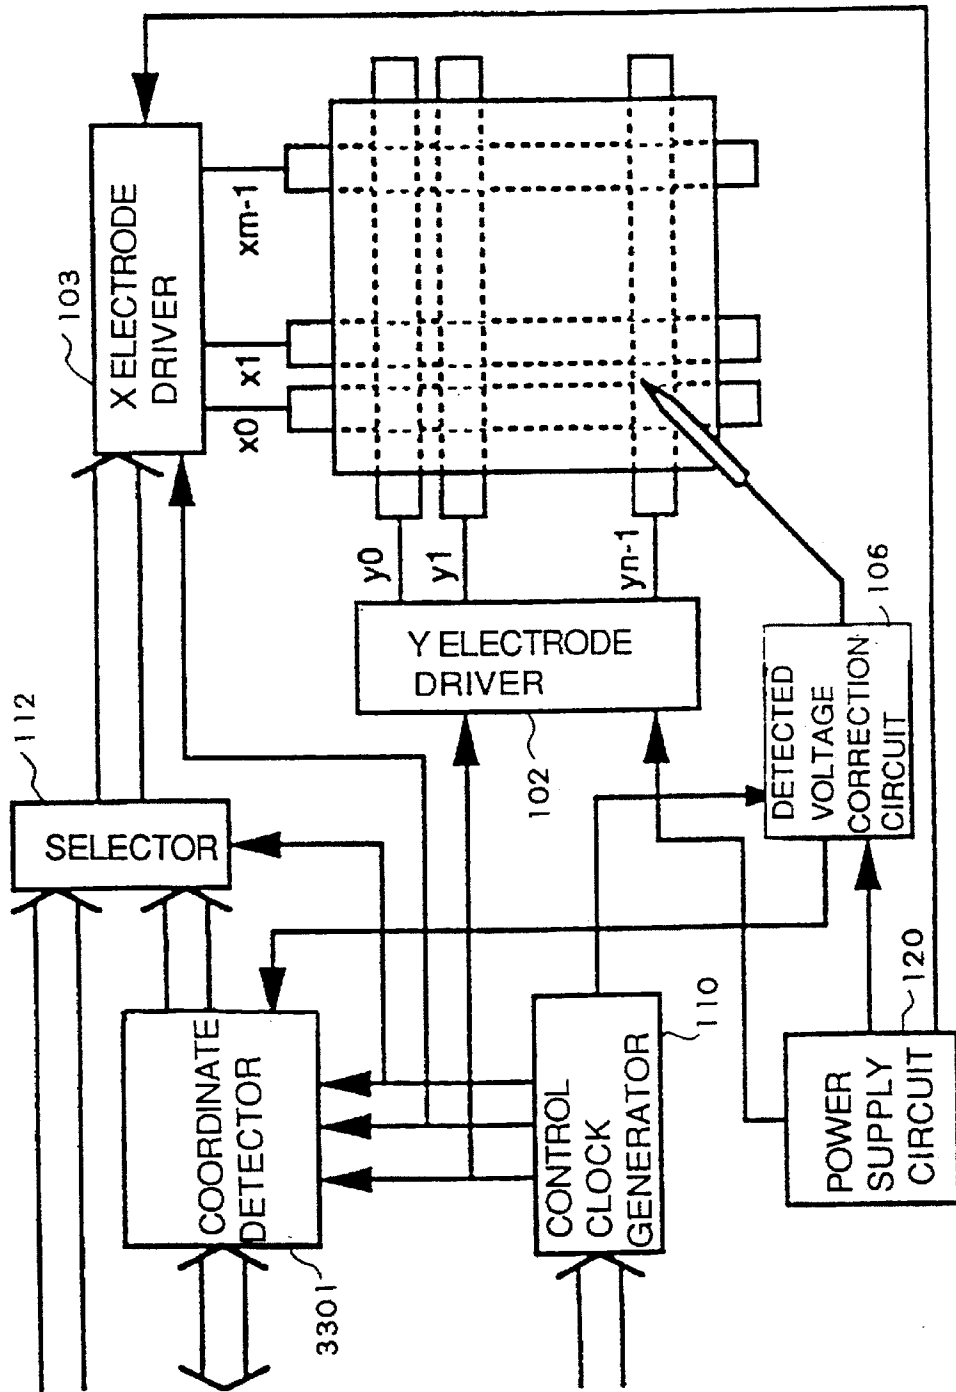 103
X ELECTRODE
DRIVER
x0
x1
xm-1
112
SELECTOR
y0
y1
yn-1
Y ELECTRODE
DRIVER
102
COORDINATE
DETECTOR
3301
CONTROL
CLOCK
GENERATOR
110
DETECTED
VOLTAGE
CORRECTION
CIRCUIT
106
POWER
SUPPLY
CIRCUIT
120